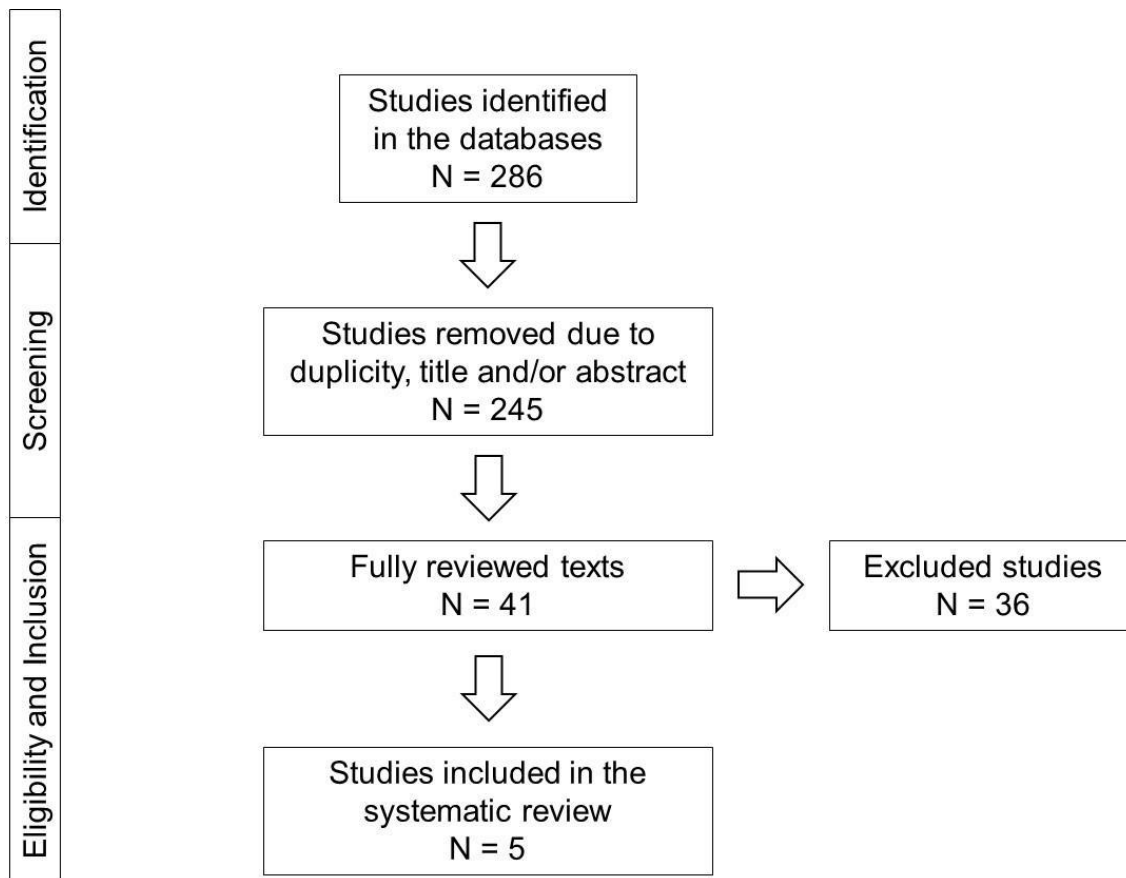 Identification
Studies identified
in the databases
N = 286
Screening
Studies removed due to
duplicity, title and/or abstract
N = 245
Eligibility and Inclusion
Fully reviewed texts
N = 41
Excluded studies
N = 36
Studies included in the
systematic review
N = 5